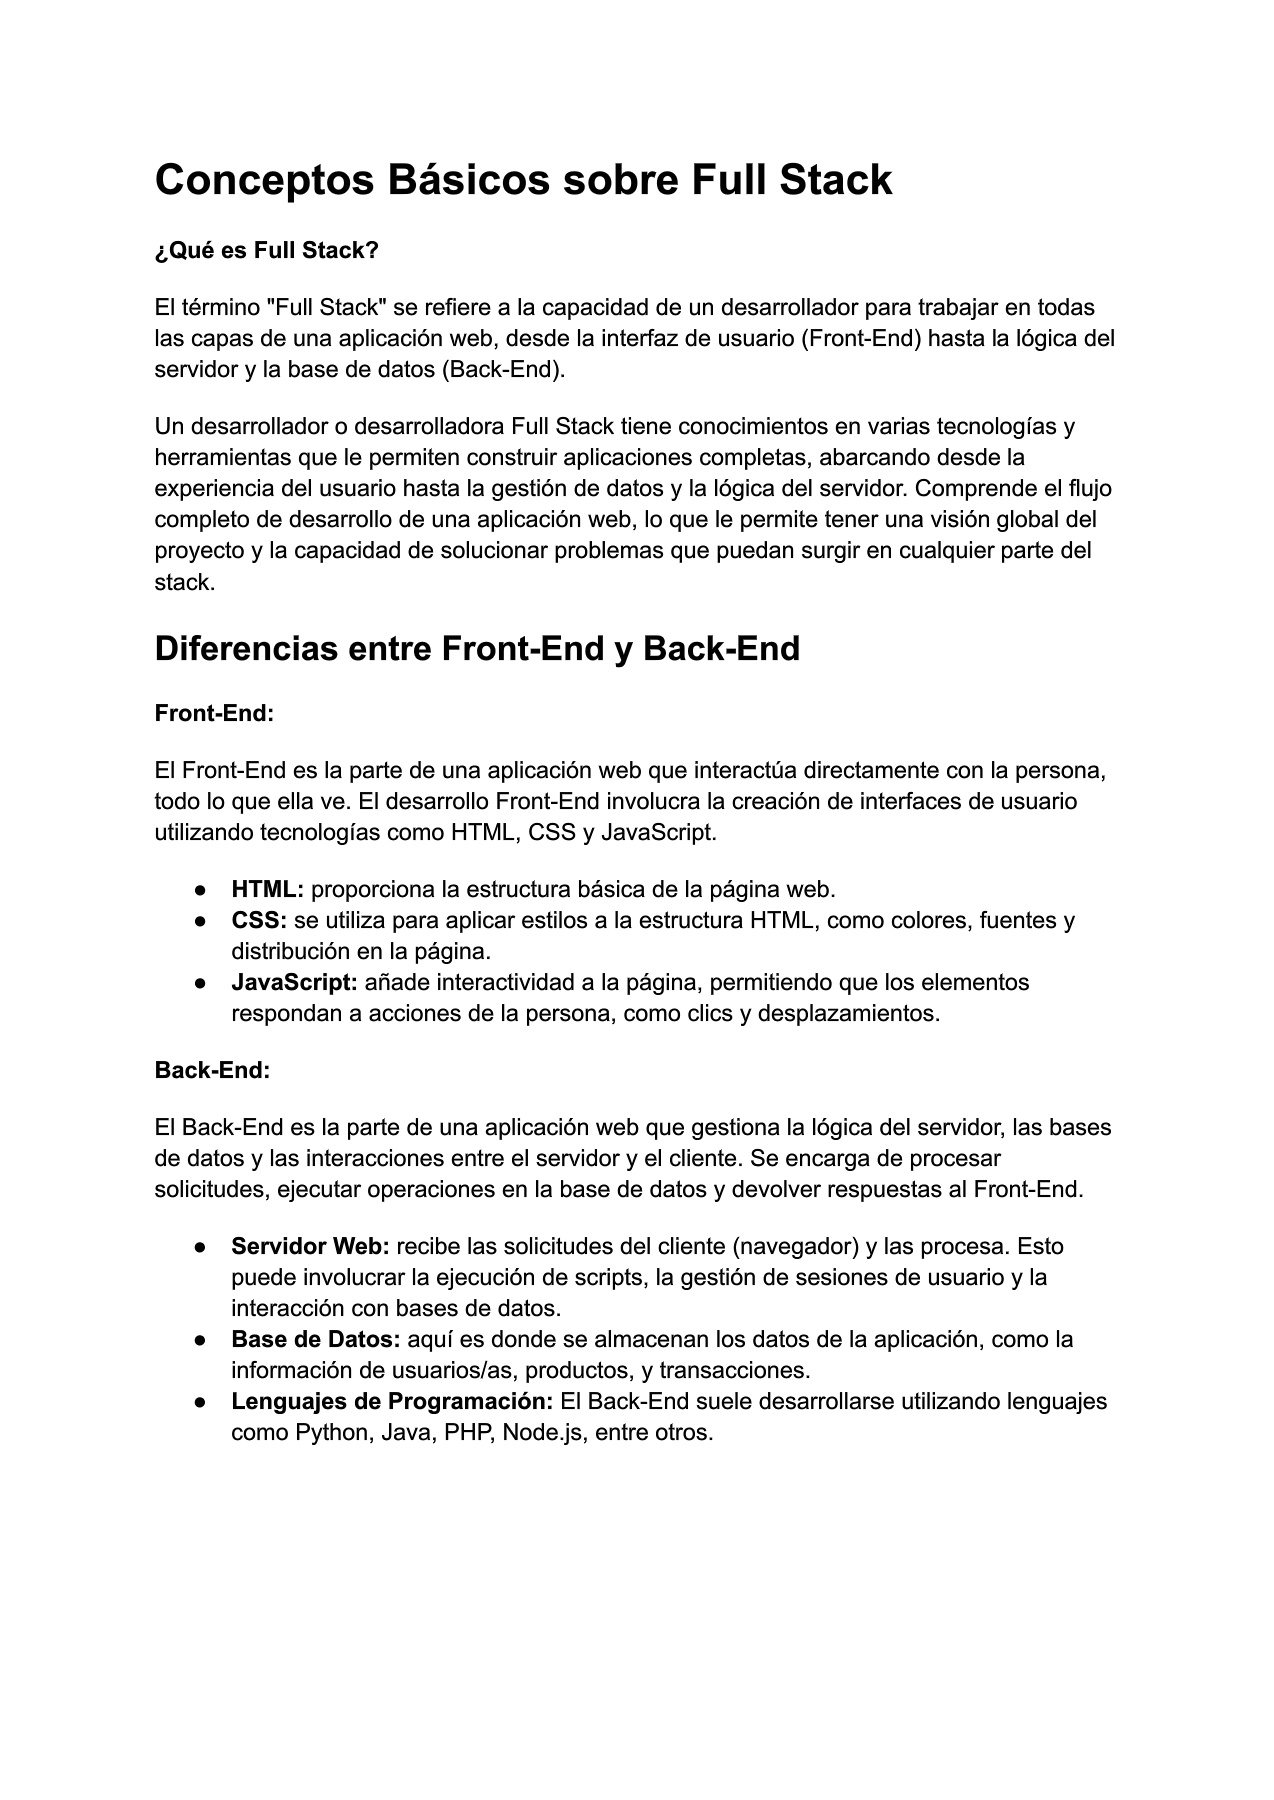 Conceptos Básicos sobre Full Stack
¿Qué es Full Stack?
El término "Full Stack" se refiere a la capacidad de un desarrollador para trabajar en todas
las capas de una aplicación web, desde la interfaz de usuario (Front-End) hasta la lógica del
servidor y la base de datos (Back-End).
Un desarrollador o desarrolladora Full Stack tiene conocimientos en varias tecnologías y
herramientas que le permiten construir aplicaciones completas, abarcando desde la
experiencia del usuario hasta la gestión de datos y la lógica del servidor. Comprende el flujo
completo de desarrollo de una aplicación web, lo que le permite tener una visión global del
proyecto y la capacidad de solucionar problemas que puedan surgir en cualquier parte del
stack.
Diferencias entre Front-End y Back-End
Front-End:
El Front-End es la parte de una aplicación web que interactúa directamente con la persona,
todo lo que ella ve. El desarrollo Front-End involucra la creación de interfaces de usuario
utilizando tecnologías como HTML, CSS y JavaScript.
● HTML: proporciona la estructura básica de la página web.
● CSS: se utiliza para aplicar estilos a la estructura HTML, como colores, fuentes y
distribución en la página.
● JavaScript: añade interactividad a la página, permitiendo que los elementos
respondan a acciones de la persona, como clics y desplazamientos.
Back-End:
El Back-End es la parte de una aplicación web que gestiona la lógica del servidor, las bases
de datos y las interacciones entre el servidor y el cliente. Se encarga de procesar
solicitudes, ejecutar operaciones en la base de datos y devolver respuestas al Front-End.
● Servidor Web: recibe las solicitudes del cliente (navegador) y las procesa. Esto
puede involucrar la ejecución de scripts, la gestión de sesiones de usuario y la
interacción con bases de datos.
● Base de Datos: aquí es donde se almacenan los datos de la aplicación, como la
información de usuarios/as, productos, y transacciones.
● Lenguajes de Programación: El Back-End suele desarrollarse utilizando lenguajes
como Python, Java, PHP, Node.js, entre otros.